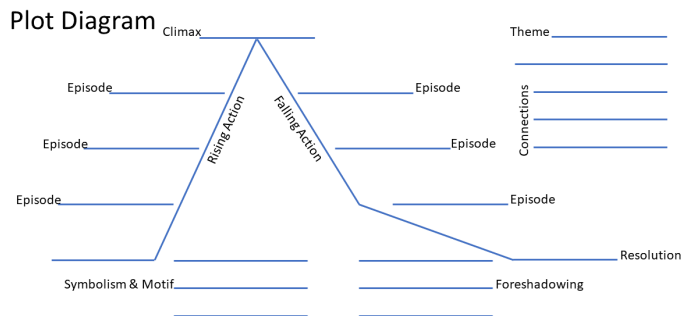 Plot Diagram
Climax
Theme
Episode
Episode
Rising Action
Falling Action
Connections
Episode
Episode
Episode
Episode
Resolution
Symbolism & Motif
Foreshadowing